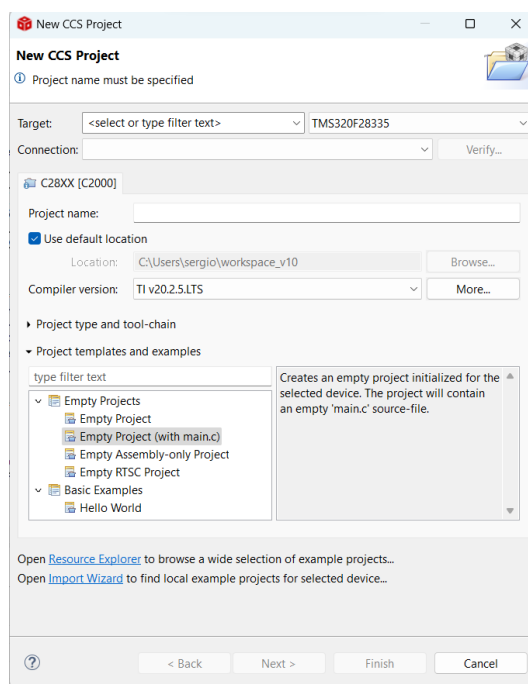 New CCS Project
New CCS Project
Project name must be specified
Target: <select or type filter text> TMS320F28335
Connection: Verify...
C28XX [C2000]
Project name:
Use default location
Location: C:\Users\sergio\workspace_v10 Browse...
Compiler version: TI v20.2.5.LTS More...
Project type and tool-chain
Project templates and examples
type filter text
Empty Projects
Empty Project
Empty Project (with main.c)
Empty Assembly-only Project
Empty RTSC Project
Basic Examples
Hello World
Creates an empty project initialized for the
selected device. The project will contain
an empty 'main.c' source-file.
Open Resource Explorer to browse a wide selection of example projects...
Open Import Wizard to find local example projects for selected device...
? < Back Next > Finish Cancel